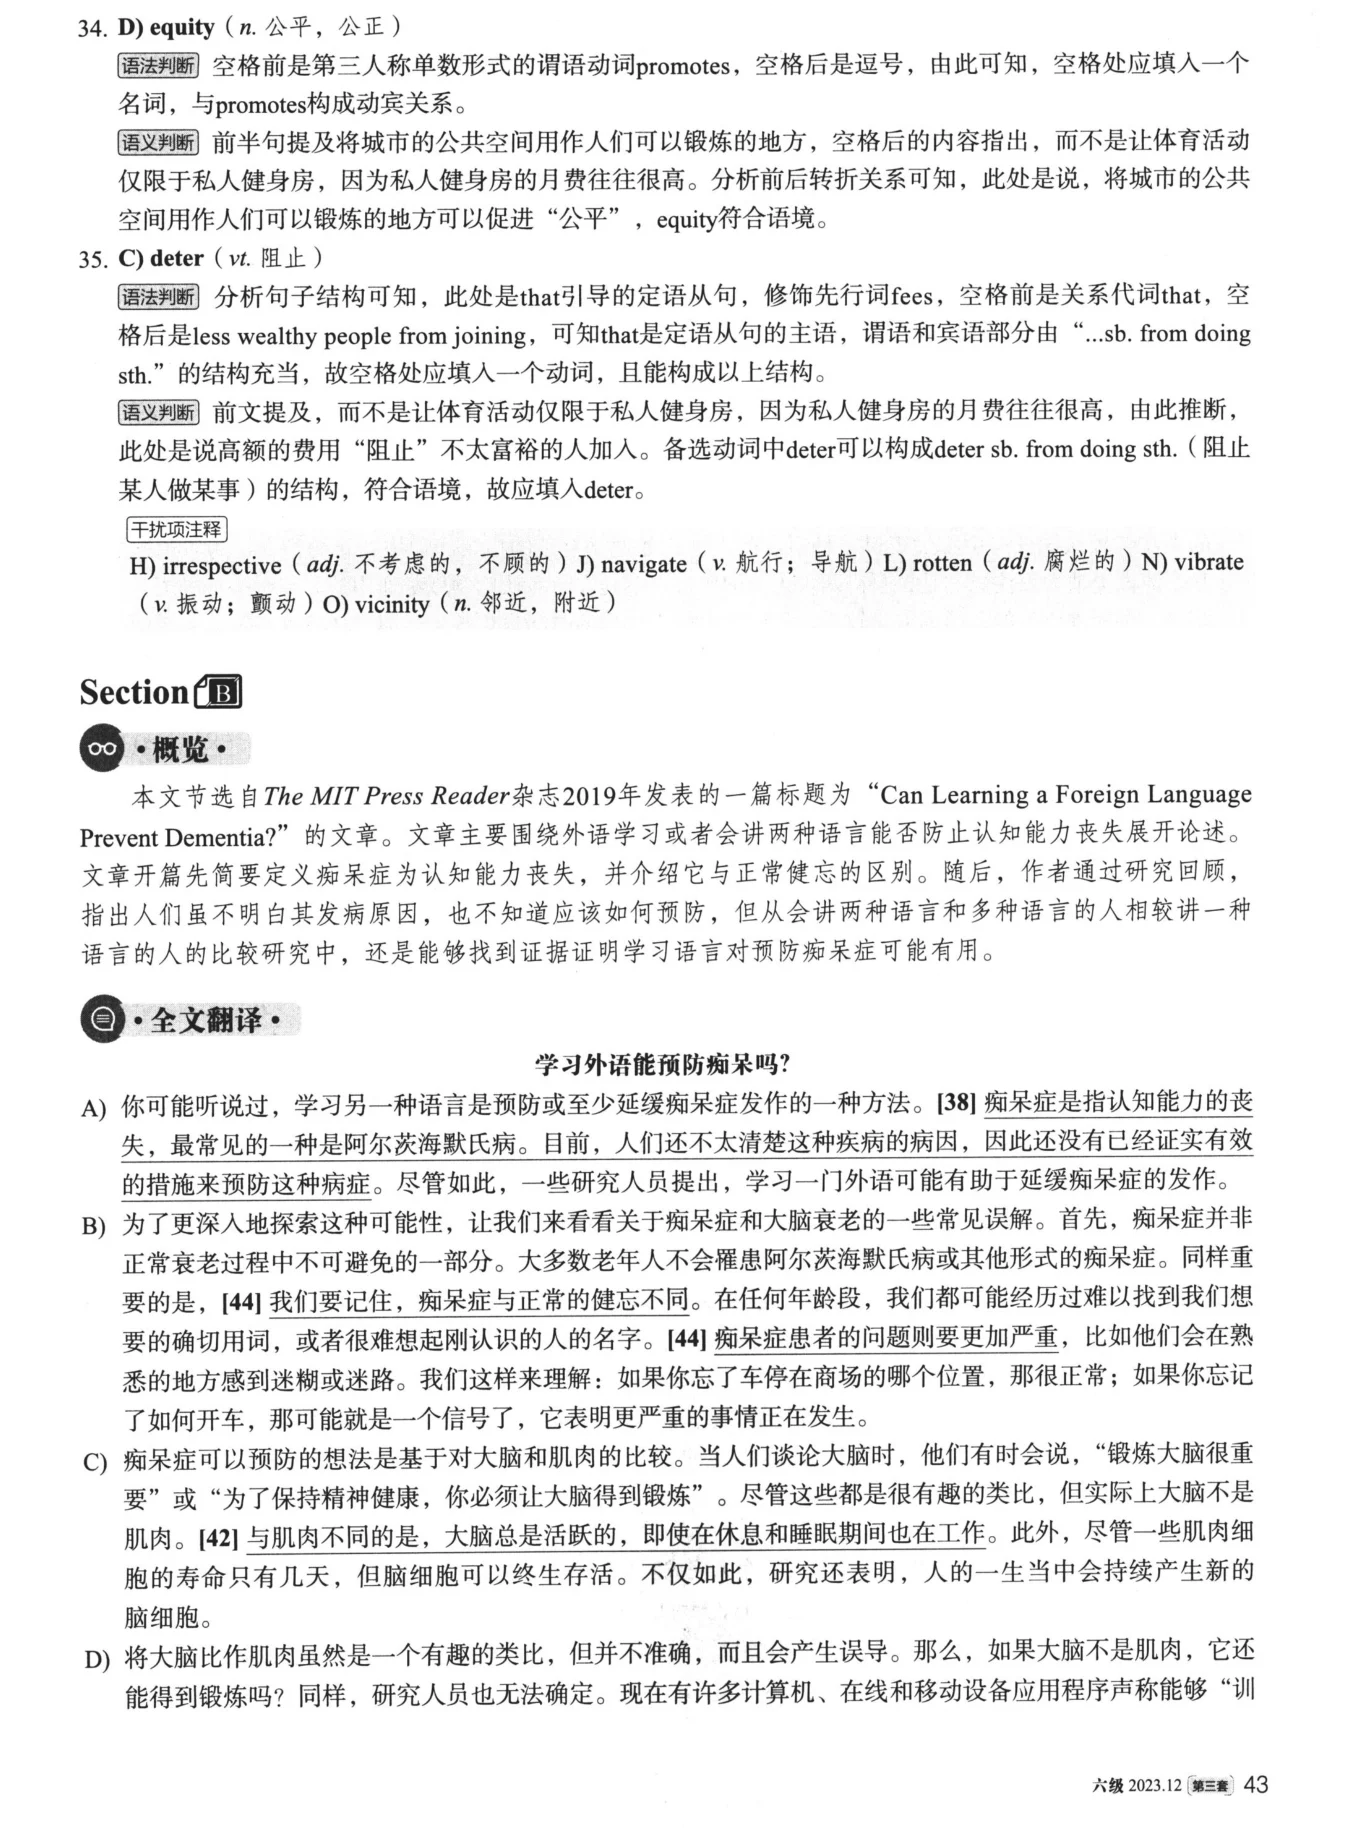 34. D) equity（n. 公平，公正）
语法判断 空格前是第三人称单数形式的谓语动词promotes，空格后是逗号，由此可知，空格处应填入一个
名词，与promotes构成动宾关系。
语义判断 前半句提及将城市的公共空间用作人们可以锻炼的地方，空格后的内容指出，而不是让体育活动
仅限于私人健身房，因为私人健身房的月费往往很高。分析前后转折关系可知，此处是说，将城市的公共
空间用作人们可以锻炼的地方可以促进“公平”，equity符合语境。
35. C) deter（vt. 阻止）
语法判断 分析句子结构可知，此处是that引导的定语从句，修饰先行词fees，空格前是关系代词that，空
格后是less wealthy people from joining，可知that是定语从句的主语，谓语和宾语部分由“...sb. from doing
sth.”的结构充当，故空格处应填入一个动词，且能构成以上结构。
语义判断 前文提及，而不是让体育活动仅限于私人健身房，因为私人健身房的月费往往很高，由此推断，
此处是说高额的费用“阻止”不太富裕的人加入。备选动词中deter可以构成deter sb. from doing sth.（阻止
某人做某事）的结构，符合语境，故应填入deter。
干扰项注释
H) irrespective（adj. 不考虑的，不顾的）J) navigate（v. 航行；导航）L) rotten（adj. 腐烂的）N) vibrate
（v. 振动；颤动）O) vicinity（n. 邻近，附近）
Section B
·概览·
本文节选自The MIT Press Reader杂志2019年发表的一篇标题为“Can Learning a Foreign Language
Prevent Dementia?”的文章。文章主要围绕外语学习或者会讲两种语言能否防止认知能力丧失展开论述。
文章开篇先简要定义痴呆症为认知能力丧失，并介绍它与正常健忘的区别。随后，作者通过研究回顾，
指出人们虽不明白其发病原因，也不知道应该如何预防，但从会讲两种语言和多种语言的人相较讲一种
语言的人的比较研究中，还是能够找到证据证明学习语言对预防痴呆症可能有用。
·全文翻译·
学习外语能预防痴呆吗？
A) 你可能听说过，学习另一种语言是预防或至少延缓痴呆症发作的一种方法。[38] 痴呆症是指认知能力的丧
失，最常见的一种是阿尔茨海默氏病。目前，人们还不太清楚这种疾病的病因，因此还没有已经证实有效
的措施来预防这种病症。尽管如此，一些研究人员提出，学习一门外语可能有助于延缓痴呆症的发作。
B) 为了更深入地探索这种可能性，让我们来看看关于痴呆症和大脑衰老的一些常见误解。首先，痴呆症并非
正常衰老过程中不可避免的一部分。大多数老年人不会罹患阿尔茨海默氏病或其他形式的痴呆症。同样重
要的是，[44] 我们要记住，痴呆症与正常的健忘不同。在任何年龄段，我们都可能经历过难以找到我们想
要的确切用词，或者很难想起刚认识的人的名字。[44] 痴呆症患者的问题则要更加严重，比如他们会在熟
悉的地方感到迷糊或迷路。我们这样来理解：如果你忘了车停在商场的哪个位置，那很正常；如果你忘记
了如何开车，那可能就是一个信号了，它表明更严重的事情正在发生。
C) 痴呆症可以预防的想法是基于对大脑和肌肉的比较。当人们谈论大脑时，他们有时会说，“锻炼大脑很重
要”或“为了保持精神健康，你必须让大脑得到锻炼”。尽管这些都是很有趣的类比，但实际上大脑不是
肌肉。[42] 与肌肉不同的是，大脑总是活跃的，即使在休息和睡眠期间也在工作。此外，尽管一些肌肉细
胞的寿命只有几天，但脑细胞可以终生存活。不仅如此，研究还表明，人的一生当中会持续产生新的
脑细胞。
D) 将大脑比作肌肉虽然是一个有趣的类比，但并不准确，而且会产生误导。那么，如果大脑不是肌肉，它还
能得到锻炼吗？同样，研究人员也无法确定。现在有许多计算机、在线和移动设备应用程序声称能够“训
六级 2023.12 第三套 43